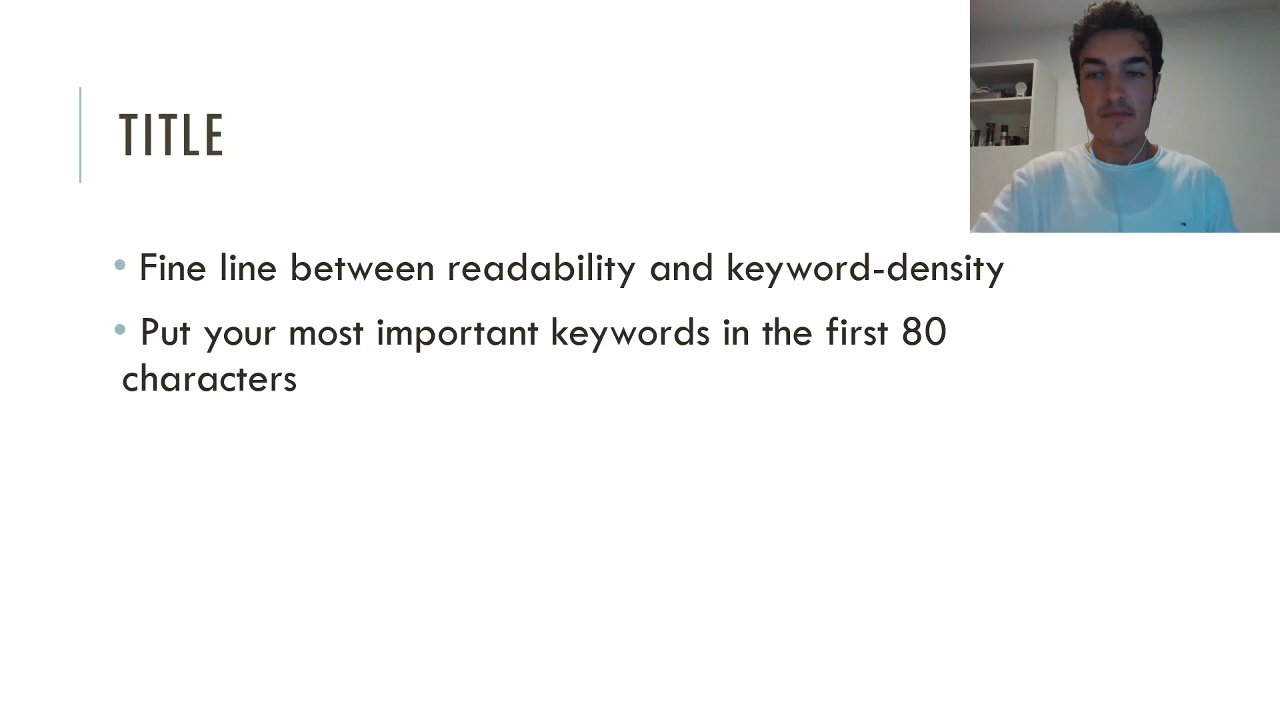 TITLE
• Fine line between readability and keyword-density
• Put your most important keywords in the first 80
characters